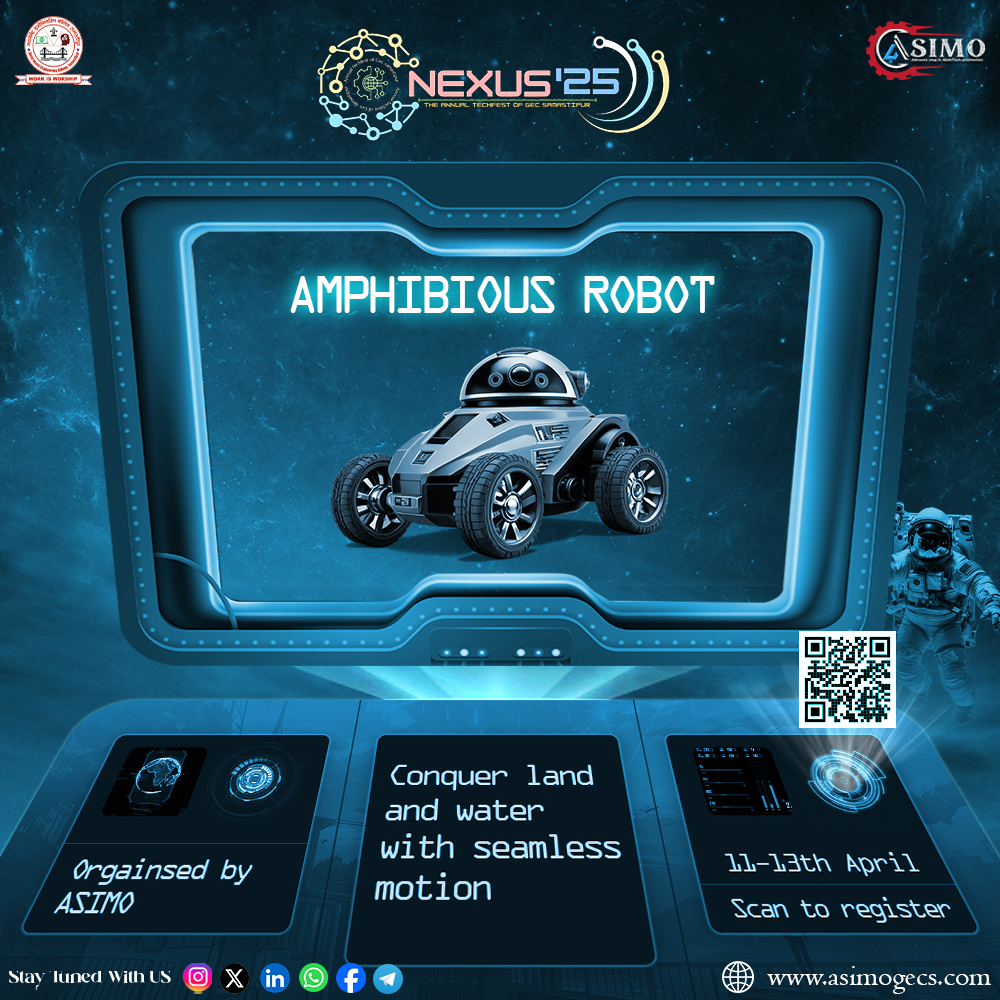 WORK IS WORSHIP
NEXUS'25
THE ANNUAL TECHFEST OF GEC SAMASTIPUR
ASIMO
AMPHIBIOUS ROBOT
Orgainsed by
ASIMO
Conquer land
and water
with seamless
motion
11-13th April
Scan to register
Stay Tuned With US
www.asimogecs.com